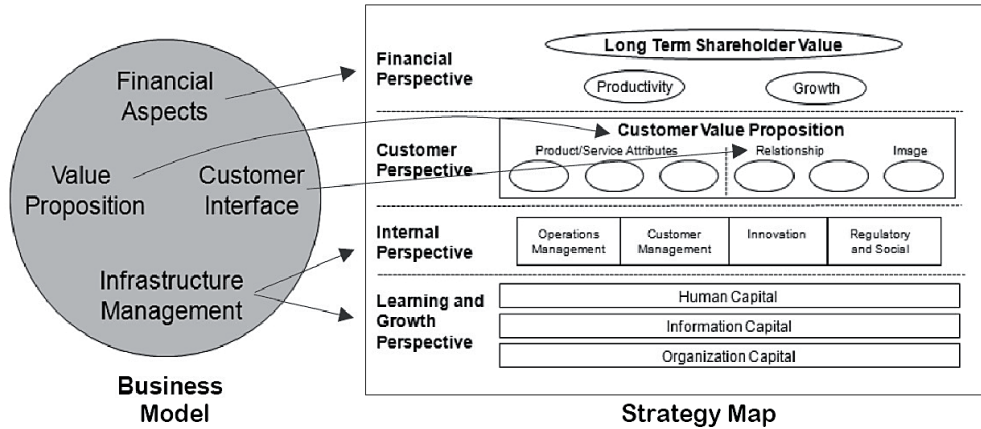 Financial
Aspects
Value
Proposition
Customer
Interface
Infrastructure
Management
Business
Model
Financial
Perspective
Long Term Shareholder Value
Productivity
Growth
Customer
Perspective
Customer Value Proposition
Product/Service Attributes
Relationship
Image
Internal
Perspective
Operations
Management
Customer
Management
Innovation
Regulatory
and Social
Learning and
Growth
Perspective
Human Capital
Information Capital
Organization Capital
Strategy Map